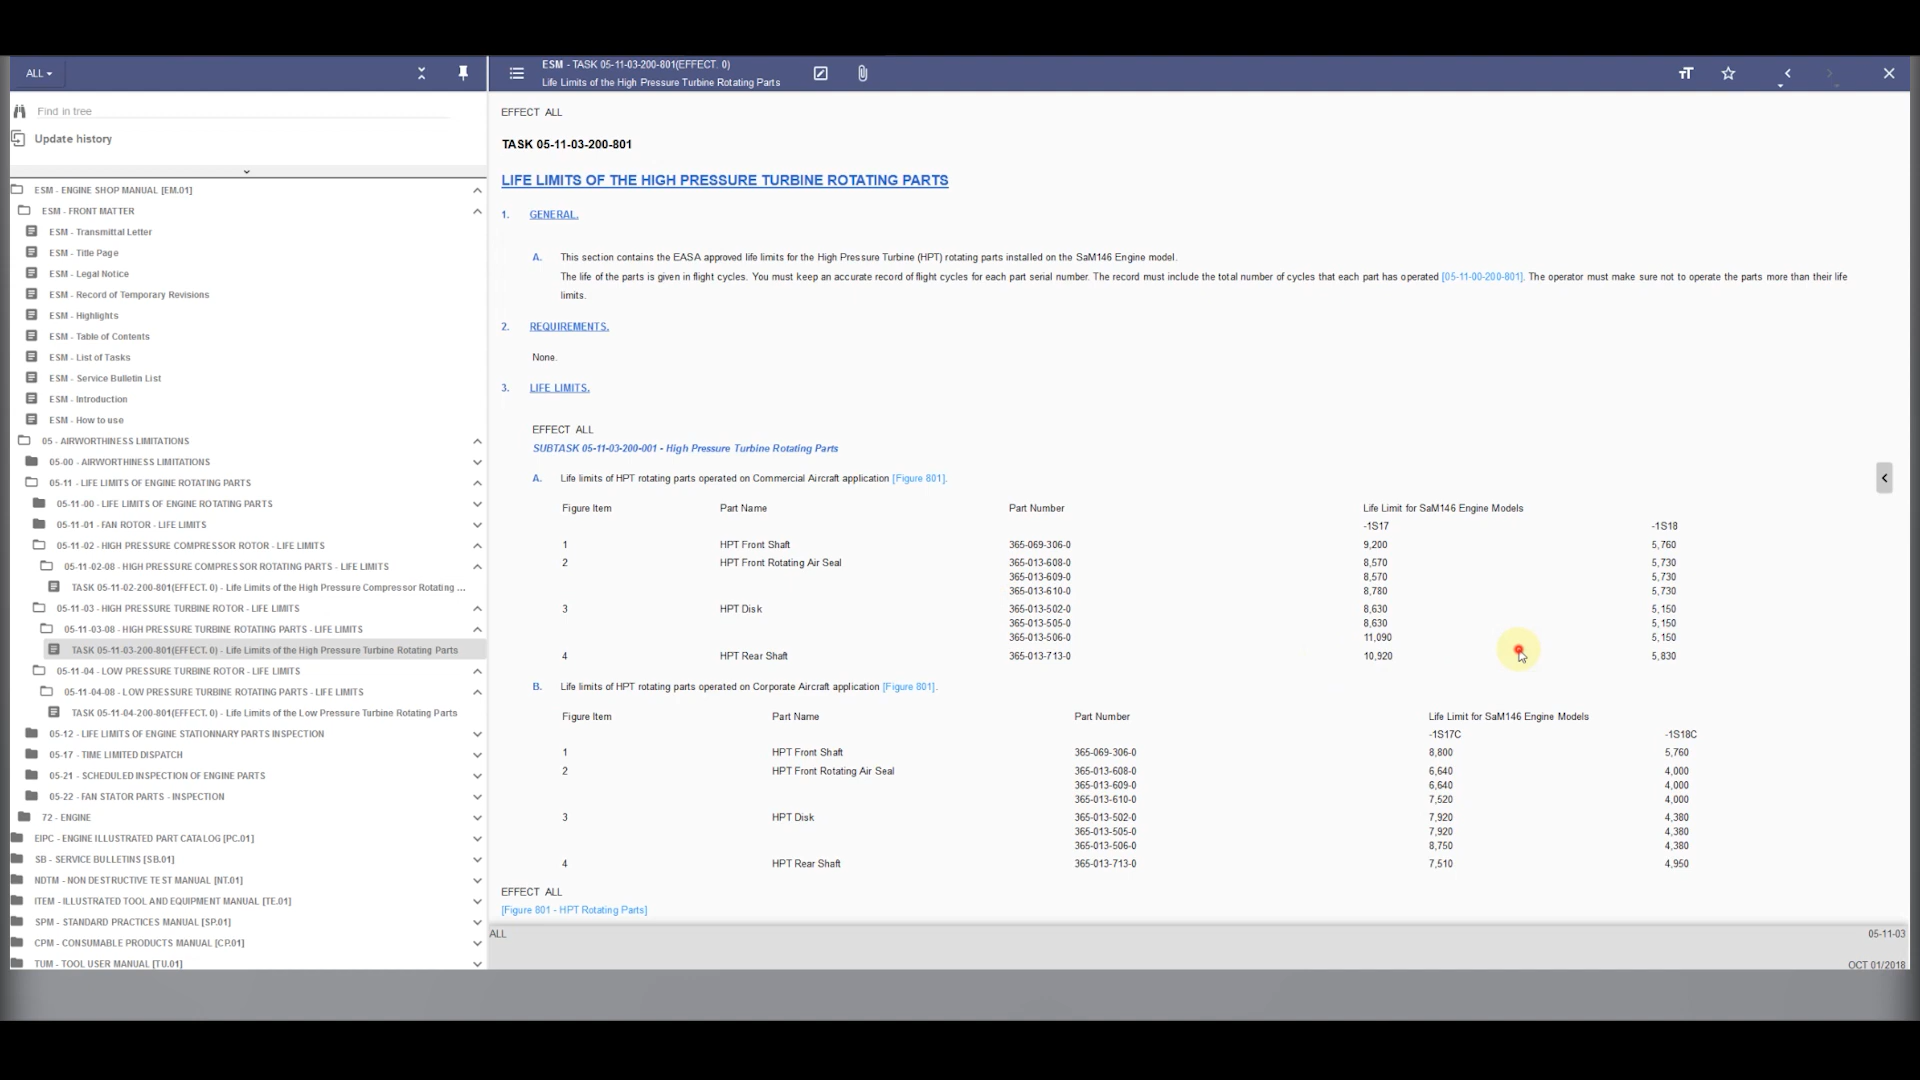 ALL
Find in tree
Update history
ESM - ENGINE SHOP MANUAL [EM.01]
ESM - FRONT MATTER
ESM - Transmittal Letter
ESM - Title Page
ESM - Legal Notice
ESM - Record of Temporary Revisions
ESM - Highlights
ESM - Table of Contents
ESM - List of Tasks
ESM - Service Bulletin List
ESM - Introduction
ESM - How to use
05 - AIRWORTHINESS LIMITATIONS
05-00 - AIRWORTHINESS LIMITATIONS
05-11 - LIFE LIMITS OF ENGINE ROTATING PARTS
05-11-00 - LIFE LIMITS OF ENGINE ROTATING PARTS
05-11-01 - FAN ROTOR - LIFE LIMITS
05-11-02 - HIGH PRESSURE COMPRESSOR ROTOR - LIFE LIMITS
05-11-02-08 - HIGH PRESSURE COMPRESSOR ROTATING PARTS - LIFE LIMITS
TASK 05-11-02-200-801(EFFECT. 0) - Life Limits of the High Pressure Compressor Rotating ...
05-11-03 - HIGH PRESSURE TURBINE ROTOR - LIFE LIMITS
05-11-03-08 - HIGH PRESSURE TURBINE ROTATING PARTS - LIFE LIMITS
TASK 05-11-03-200-801(EFFECT. 0) - Life Limits of the High Pressure Turbine Rotating Parts
05-11-04 - LOW PRESSURE TURBINE ROTOR - LIFE LIMITS
05-11-04-08 - LOW PRESSURE TURBINE ROTATING PARTS - LIFE LIMITS
TASK 05-11-04-200-801(EFFECT. 0) - Life Limits of the Low Pressure Turbine Rotating Parts
05-12 - LIFE LIMITS OF ENGINE STATIONNARY PARTS INSPECTION
05-17 - TIME LIMITED DISPATCH
05-21 - SCHEDULED INSPECTION OF ENGINE PARTS
05-22 - FAN STATOR PARTS - INSPECTION
72 - ENGINE
EIPC - ENGINE ILLUSTRATED PART CATALOG [PC.01]
SB - SERVICE BULLETINS [SB.01]
NDTM - NON DESTRUCTIVE TEST MANUAL [NT.01]
ITEM - ILLUSTRATED TOOL AND EQUIPMENT MANUAL [TE.01]
SPM - STANDARD PRACTICES MANUAL [SP.01]
CPM - CONSUMABLE PRODUCTS MANUAL [CP.01]
TUM - TOOL USER MANUAL [TU.01]
ESM - TASK 05-11-03-200-801(EFFECT. 0)
Life Limits of the High Pressure Turbine Rotating Parts
EFFECT ALL
TASK 05-11-03-200-801
LIFE LIMITS OF THE HIGH PRESSURE TURBINE ROTATING PARTS
1. GENERAL.
A. This section contains the EASA approved life limits for the High Pressure Turbine (HPT) rotating parts installed on the SaM146 Engine model.
The life of the parts is given in flight cycles. You must keep an accurate record of flight cycles for each part serial number. The record must include the total number of cycles that each part has operated [05-11-00-200-801]. The operator must make sure not to operate the parts more than their life
limits.
2. REQUIREMENTS.
None.
3. LIFE LIMITS.
EFFECT ALL
SUBTASK 05-11-03-200-001 - High Pressure Turbine Rotating Parts
A. Life limits of HPT rotating parts operated on Commercial Aircraft application [Figure 801].
Figure Item Part Name Part Number Life Limit for SaM146 Engine Models
-1S17 -1S18
1 HPT Front Shaft 365-069-306-0 9,200 5,760
2 HPT Front Rotating Air Seal 365-013-608-0 8,570 5,730
365-013-609-0 8,570 5,730
365-013-610-0 8,780 5,730
3 HPT Disk 365-013-502-0 8,630 5,150
365-013-505-0 8,630 5,150
365-013-506-0 11,090 5,150
4 HPT Rear Shaft 365-013-713-0 10,920 5,830
B. Life limits of HPT rotating parts operated on Corporate Aircraft application [Figure 801].
Figure Item Part Name Part Number Life Limit for SaM146 Engine Models
-1S17C -1S18C
1 HPT Front Shaft 365-069-306-0 8,800 5,760
2 HPT Front Rotating Air Seal 365-013-608-0 6,640 4,000
365-013-609-0 6,640 4,000
365-013-610-0 7,520 4,000
3 HPT Disk 365-013-502-0 7,920 4,380
365-013-505-0 7,920 4,380
365-013-506-0 8,750 4,380
4 HPT Rear Shaft 365-013-713-0 7,510 4,950
EFFECT ALL
[Figure 801 - HPT Rotating Parts]
ALL 05-11-03
OCT 01/2018